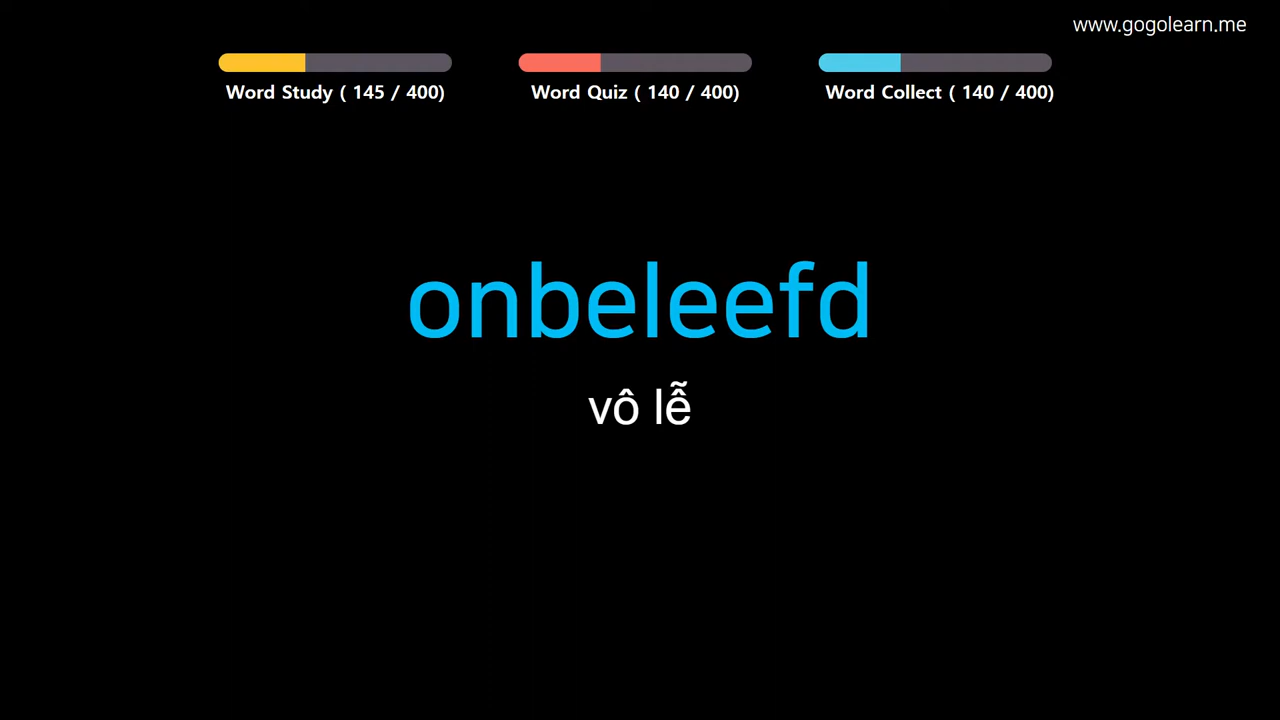 www.gogolearn.me
Word Study ( 145 / 400)
Word Quiz ( 140 / 400)
Word Collect ( 140 / 400)
onbeleefd
vô lễ